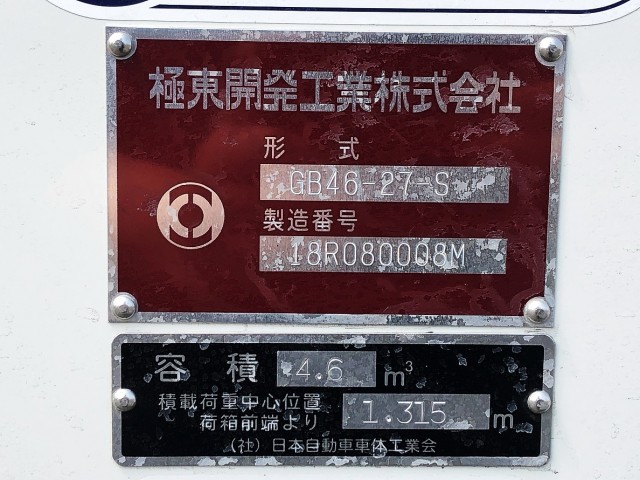 極東開発工業株式会社
形 式
GB46-27-S
製造番号
18R080008M
容 積 4.6 m³
積載荷重中心位置
荷箱前端より 1.315 m
(社)日本自動車車体工業会